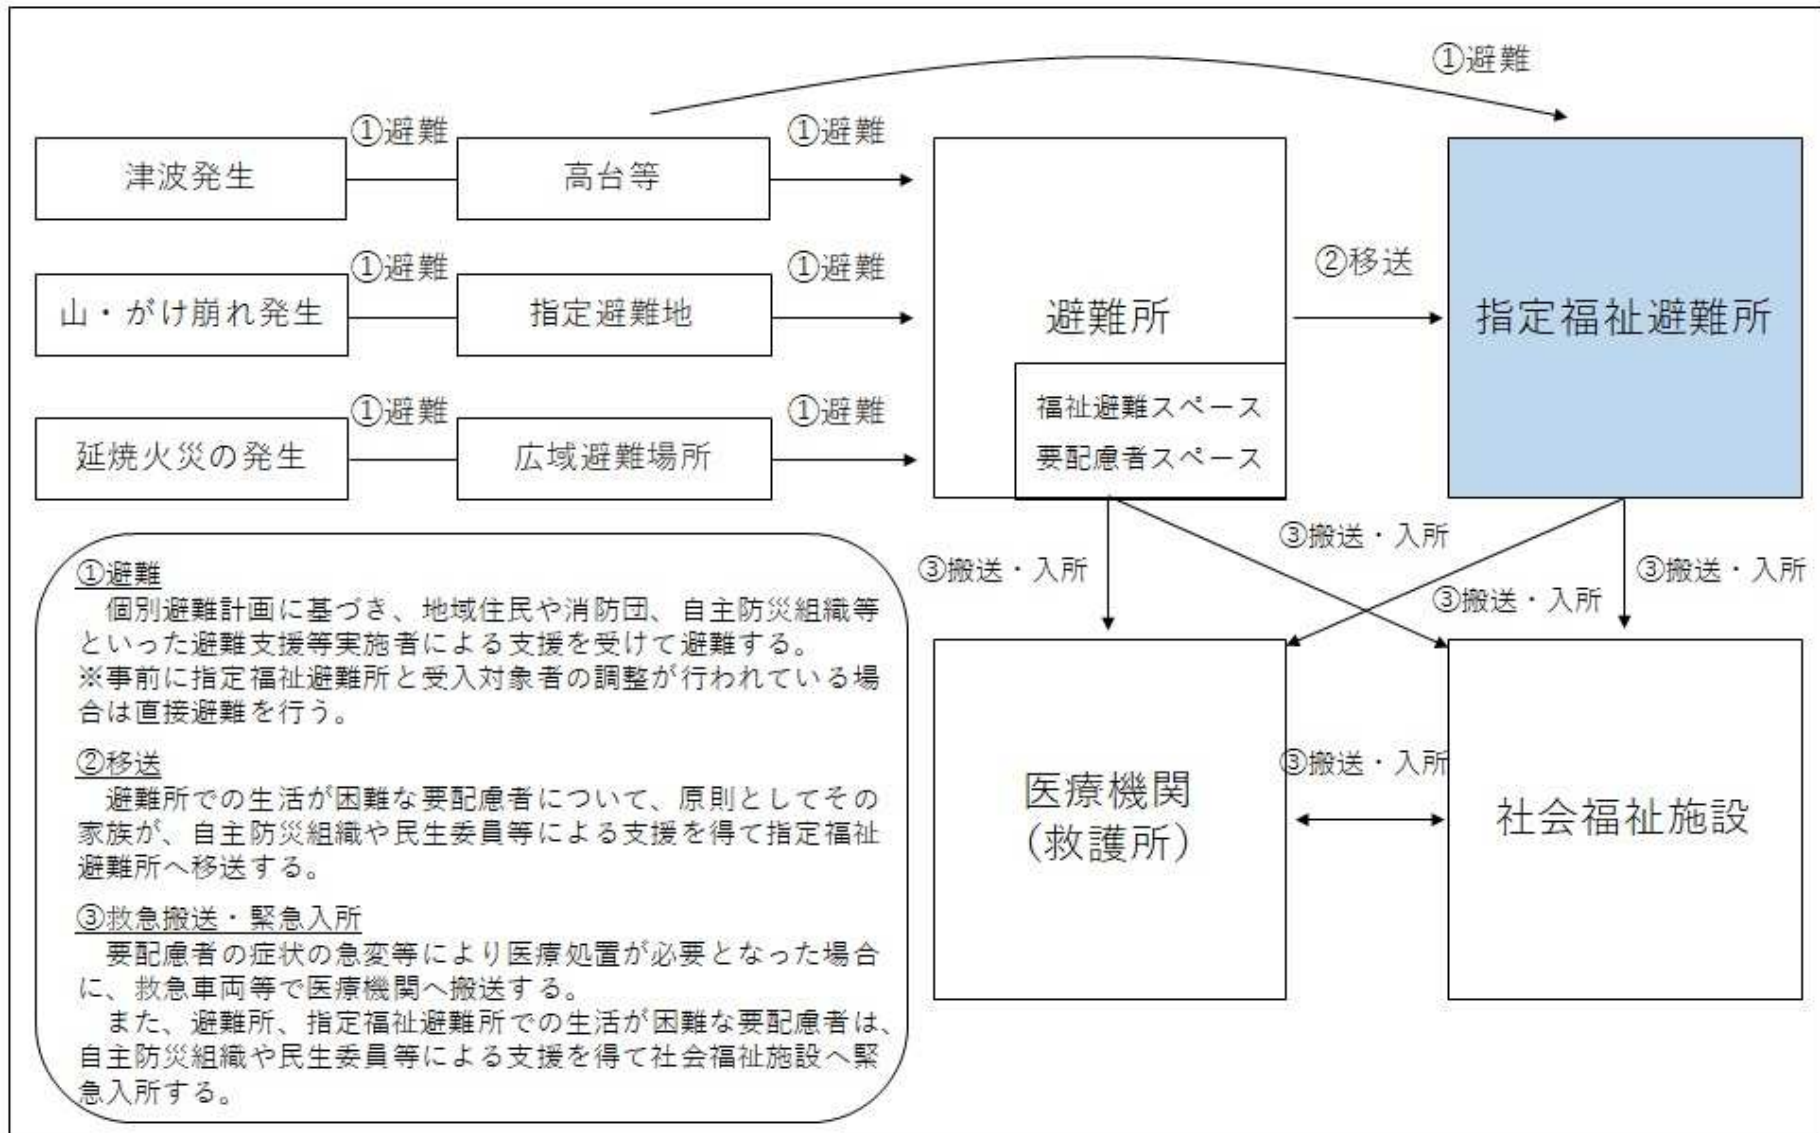 ①避難
①避難
①避難
津波発生
高台等
①避難
①避難
山・がけ崩れ発生
指定避難地
①避難
①避難
延焼火災の発生
広域避難場所
避難所
福祉避難スペース
要配慮者スペース
②移送
指定福祉避難所
③搬送・入所
③搬送・入所
③搬送・入所
③搬送・入所
医療機関
（救護所）
③搬送・入所
社会福祉施設
①避難
個別避難計画に基づき、地域住民や消防団、自主防災組織等
といった避難支援等実施者による支援を受けて避難する。
※事前に指定福祉避難所と受入対象者の調整が行われている場
合は直接避難を行う。
②移送
避難所での生活が困難な要配慮者について、原則としてその
家族が、自主防災組織や民生委員等による支援を得て指定福祉
避難所へ移送する。
③救急搬送・緊急入所
要配慮者の症状の急変等により医療処置が必要となった場合
に、救急車両等で医療機関へ搬送する。
また、避難所、指定福祉避難所での生活が困難な要配慮者は、
自主防災組織や民生委員等による支援を得て社会福祉施設へ緊
急入所する。